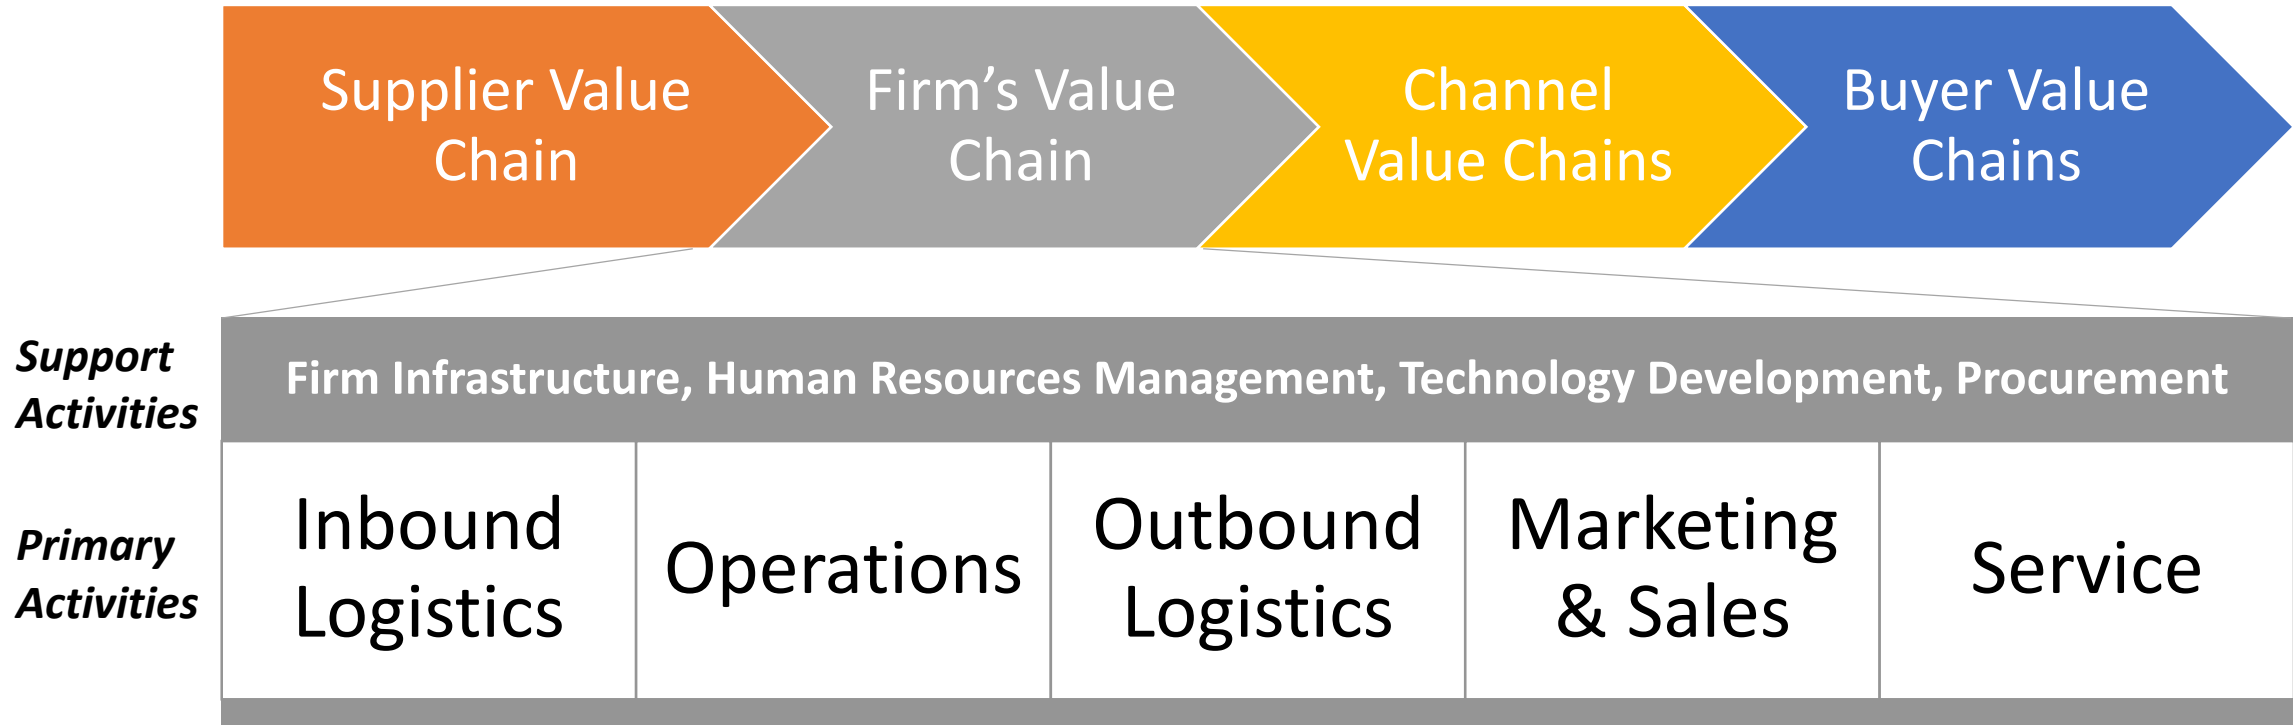 Supplier Value
Chain
Firm’s Value
Chain
Channel
Value Chains
Buyer Value
Chains
Support
Activities
Firm Infrastructure, Human Resources Management, Technology Development, Procurement
Primary
Activities
Inbound
Logistics
Operations
Outbound
Logistics
Marketing
& Sales
Service